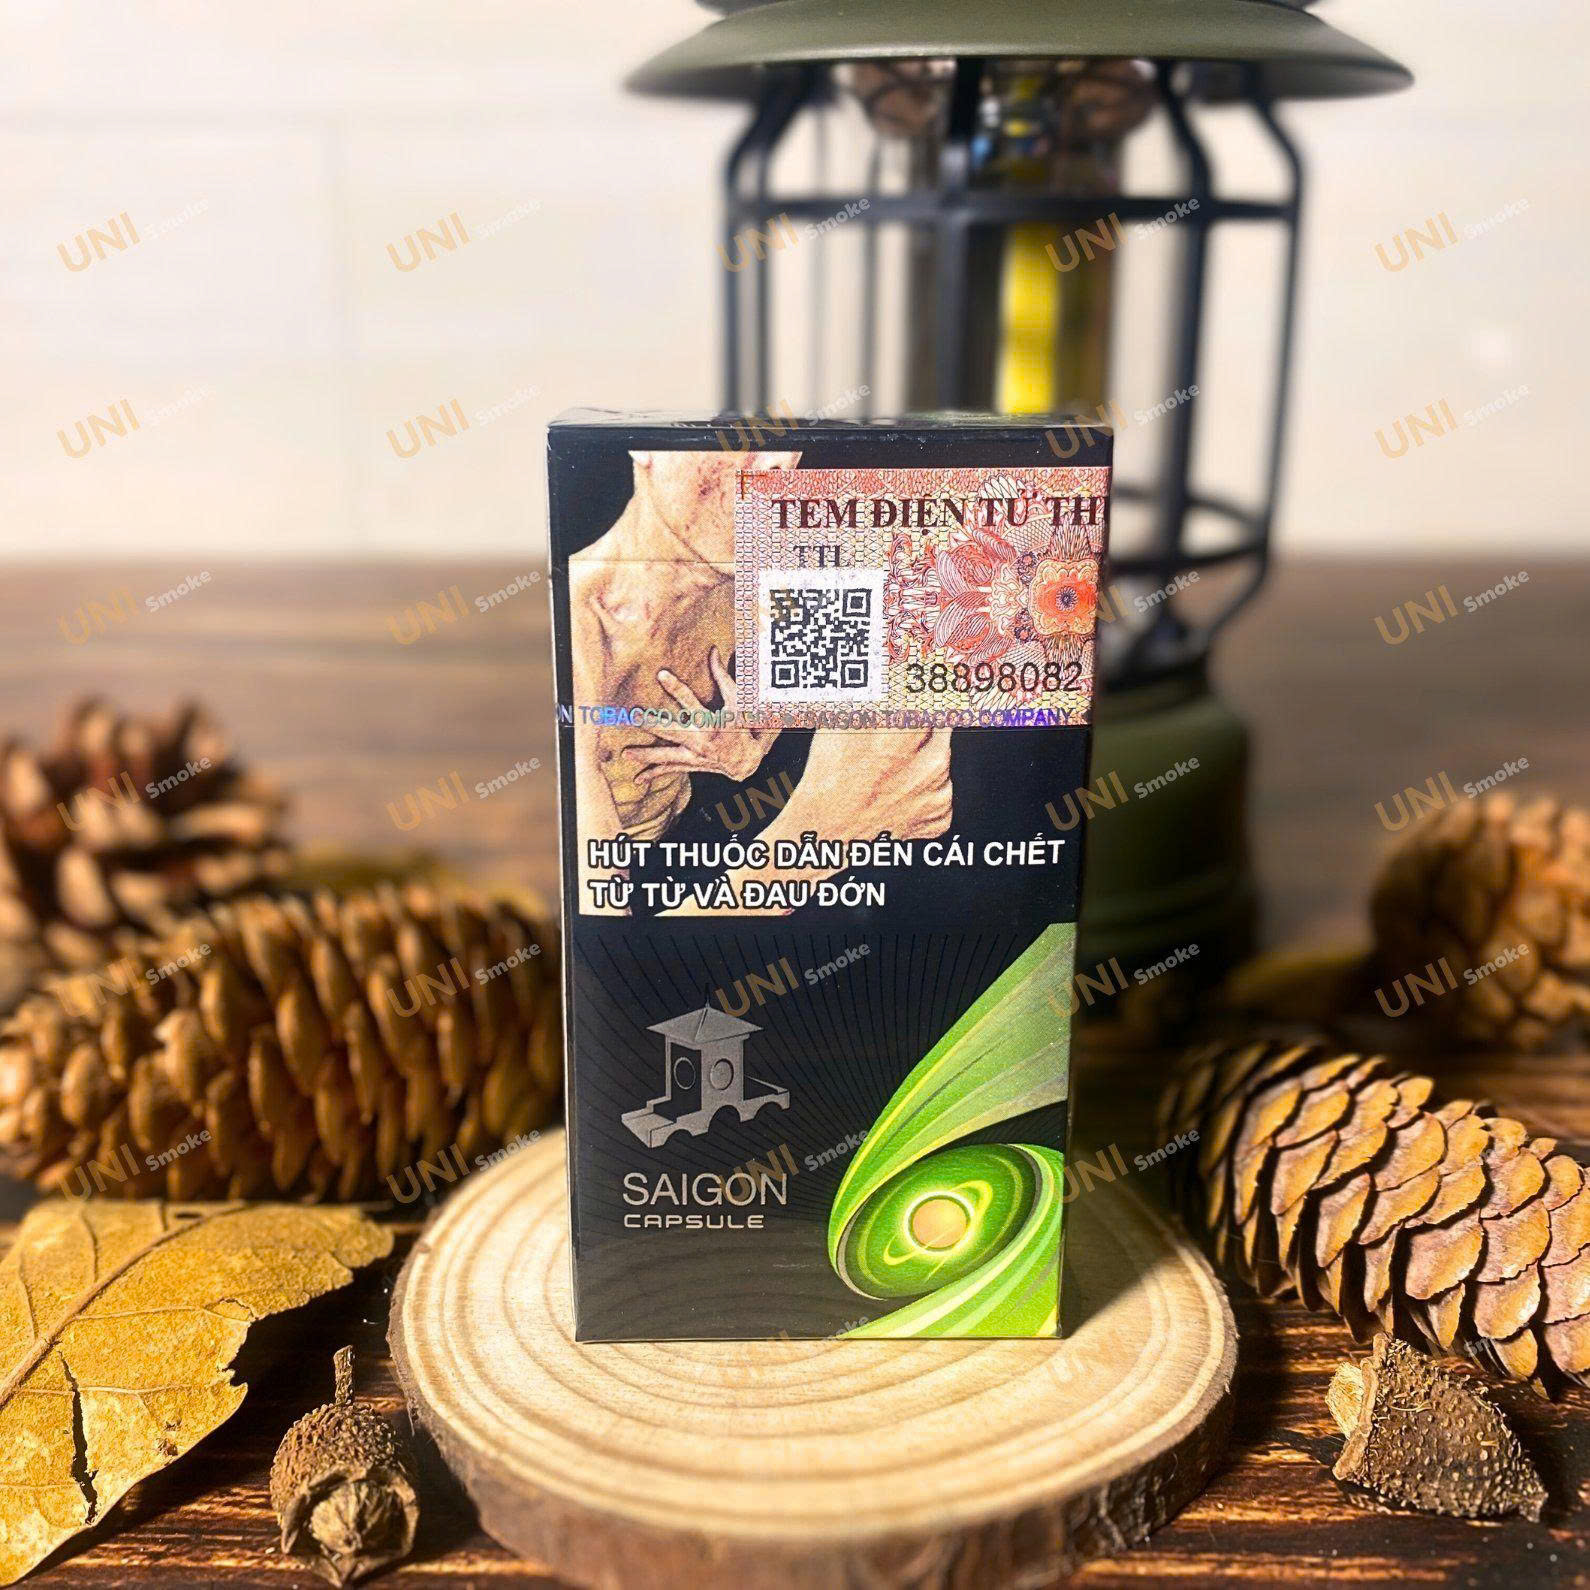 TEM ĐIỆN TỬ TH
TTL
38898082
N TOBACCO COMPANY SAIGON TOBACCO COMPANY
HÚT THUỐC DẪN ĐẾN CÁI CHẾT
TỪ TỪ VÀ ĐAU ĐỚN
SAIGON
CAPSULE
UNI Smoke